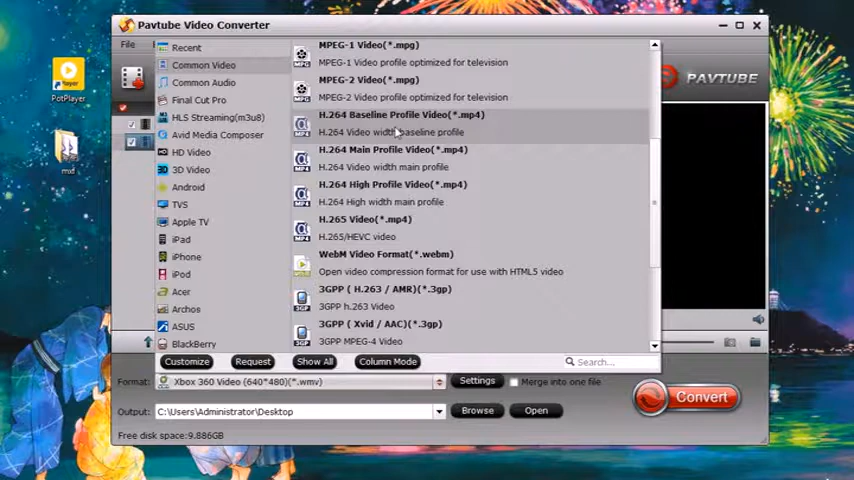 Pavtube Video Converter
File
PotPlayer
mxf
PAVTUBE
Recent
Common Video
Common Audio
Final Cut Pro
HLS Streaming(m3u8)
Avid Media Composer
HD Video
3D Video
Android
TVS
Apple TV
iPad
iPhone
iPod
Acer
Archos
ASUS
BlackBerry
MPEG-1 Video(*.mpg)
MPEG-1 Video profile optimized for television
MPEG-2 Video(*.mpg)
MPEG-2 Video profile optimized for television
H.264 Baseline Profile Video(*.mp4)
H.264 Video width baseline profile
H.264 Main Profile Video(*.mp4)
H.264 Video width main profile
H.264 High Profile Video(*.mp4)
H.264 High width main profile
H.265 Video(*.mp4)
H.265/HEVC video
WebM Video Format(*.webm)
Open video compression format for use with HTML5 video
3GPP ( H.263 / AMR)(*.3gp)
3GPP h.263 Video
3GPP ( Xvid / AAC)(*.3gp)
3GPP MPEG-4 Video
Customize Request Show All Column Mode Search...
Format: Xbox 360 Video (640*480)(*.wmv) Settings Merge into one file
Convert
Output: C:\Users\Administrator\Desktop Browse Open
Free disk space:9.886GB